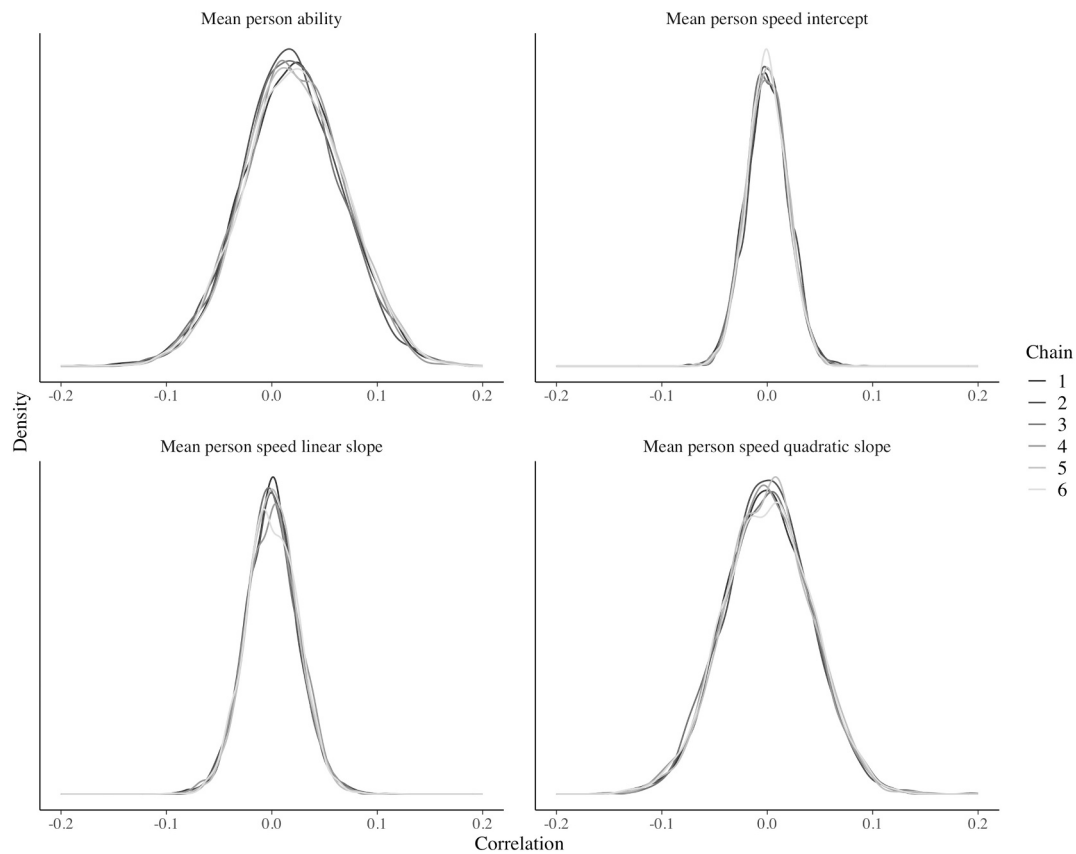 Mean person ability
Mean person speed intercept
-0.2 -0.1 0.0 0.1 0.2
-0.2 -0.1 0.0 0.1 0.2
Density
Mean person speed linear slope
Mean person speed quadratic slope
-0.2 -0.1 0.0 0.1 0.2
-0.2 -0.1 0.0 0.1 0.2
Correlation
Chain
1
2
3
4
5
6